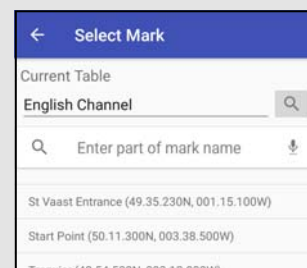 Select Mark
Current Table
English Channel
Enter part of mark name
St Vaast Entrance (49.35.230N, 001.15.100W)
Start Point (50.11.300N, 003.38.500W)